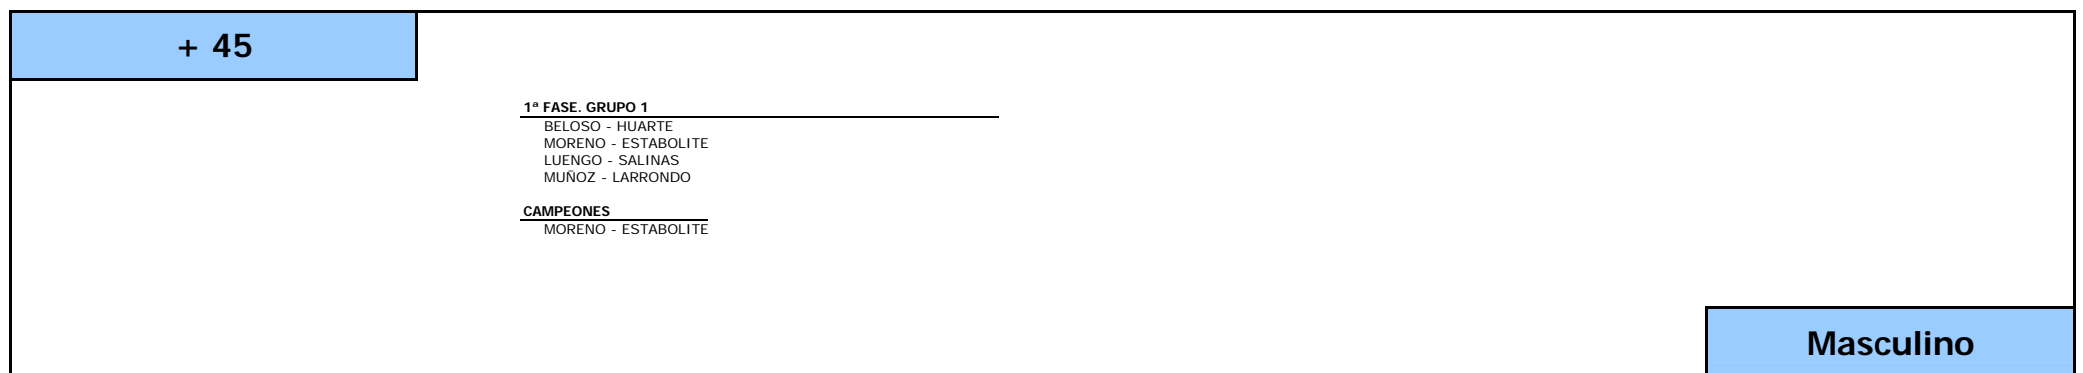 + 45
1ª FASE. GRUPO 1
BELOSO - HUARTE
MORENO - ESTABOLITE
LUENGO - SALINAS
MUÑOZ - LARRONDO
CAMPEONES
MORENO - ESTABOLITE
Masculino